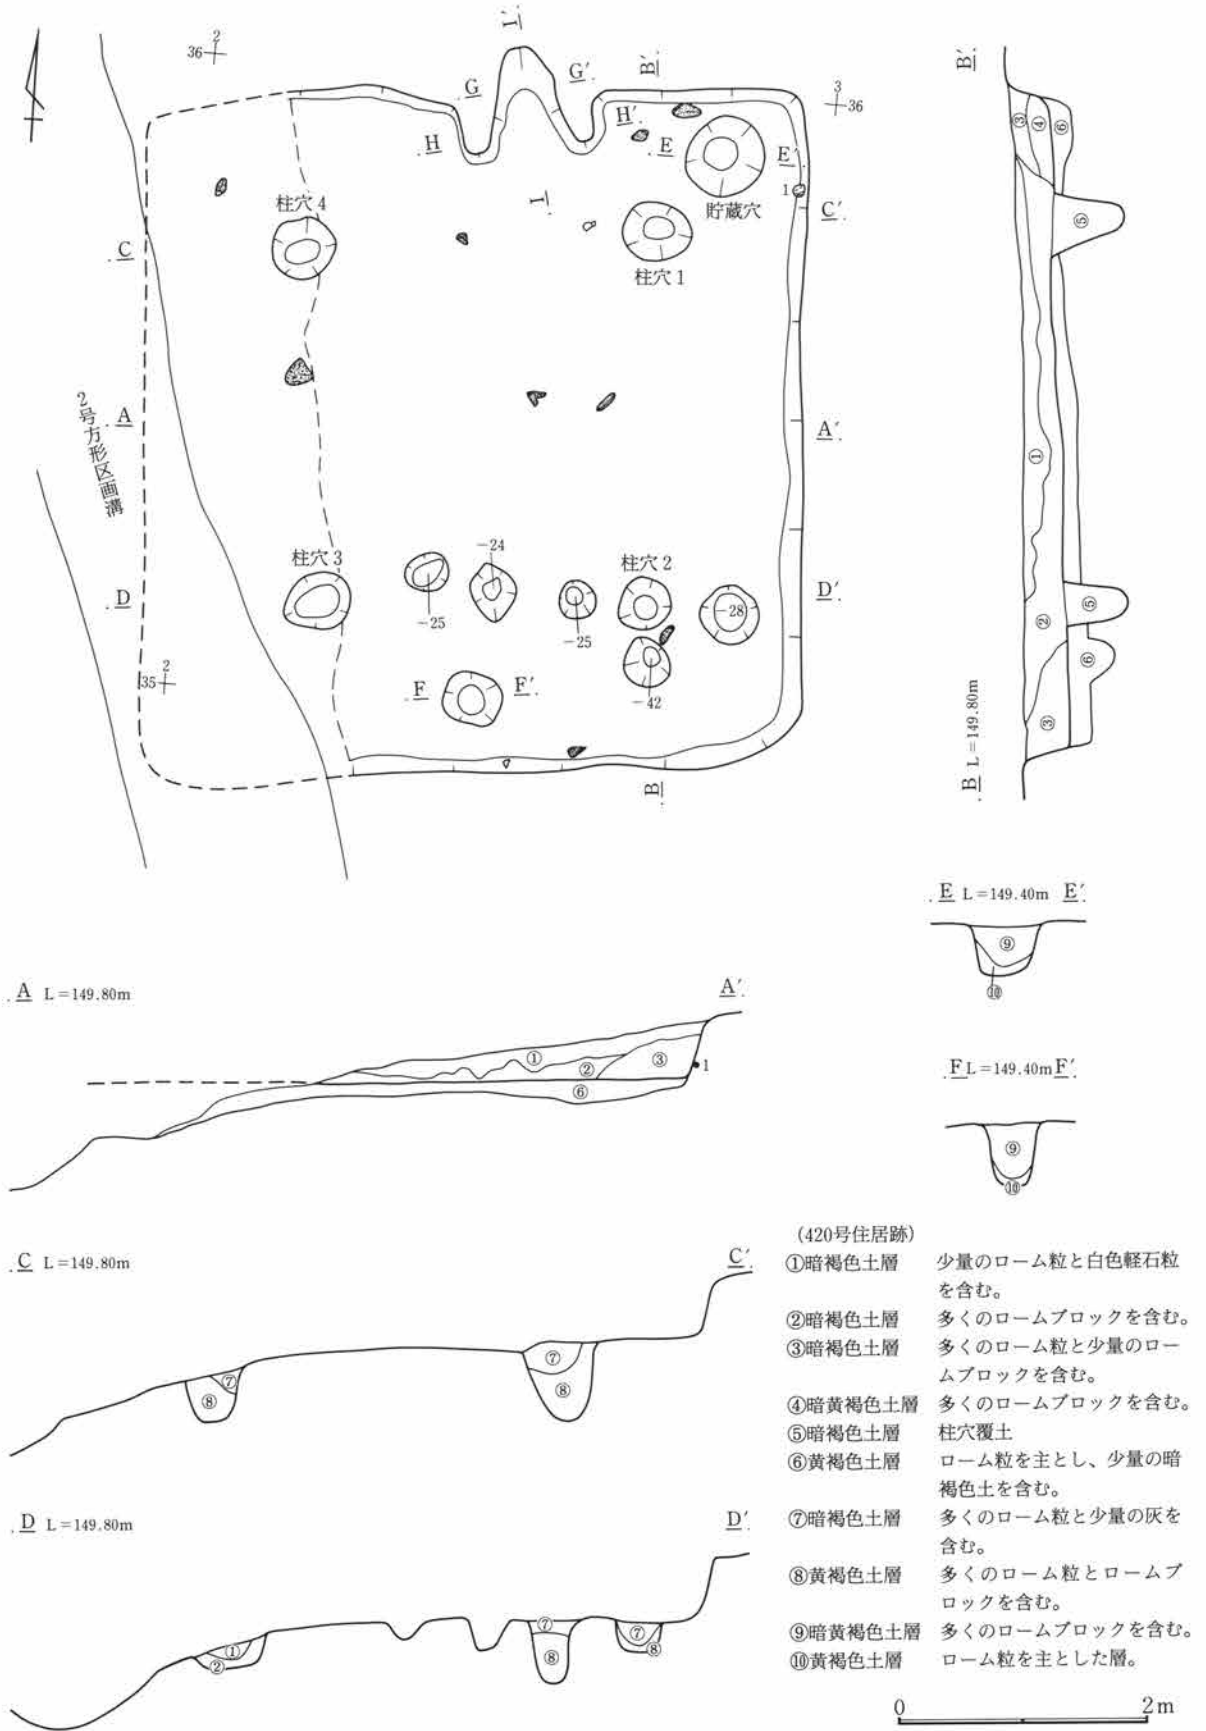 2
36
L
L′.
G
G′.
B′.
3
36
.H
H′.
.E
E′.
貯蔵穴
1
L
柱穴4
C′.
柱穴1
.C
2号方形区画溝
.A
A′.
柱穴3
−24
柱穴2
.D
D′.
−25
−25
−28
2
35
.F
F′.
−42
.B
B′.
③
④
⑥
⑤
①
⑤
②
⑥
③
.B L=149.80m
.E L=149.40m E′.
⑨
⑩
.A L=149.80m A′.
①
②
③
1
⑥
.F L=149.40m F′.
⑨
⑩
.C L=149.80m C′.
⑦
⑧
⑦
⑧
.D L=149.80m D′.
①
②
⑦
⑧
⑦
⑧
(420号住居跡)
①暗褐色土層 少量のローム粒と白色軽石粒
を含む。
②暗褐色土層 多くのロームブロックを含む。
③暗褐色土層 多くのローム粒と少量のロー
ムブロックを含む。
④暗黄褐色土層 多くのロームブロックを含む。
⑤暗褐色土層 柱穴覆土
⑥黄褐色土層 ローム粒を主とし、少量の暗
褐色土を含む。
⑦暗褐色土層 多くのローム粒と少量の灰を
含む。
⑧黄褐色土層 多くのローム粒とロームブ
ロックを含む。
⑨暗黄褐色土層 多くのロームブロックを含む。
⑩黄褐色土層 ローム粒を主とした層。
0 2m